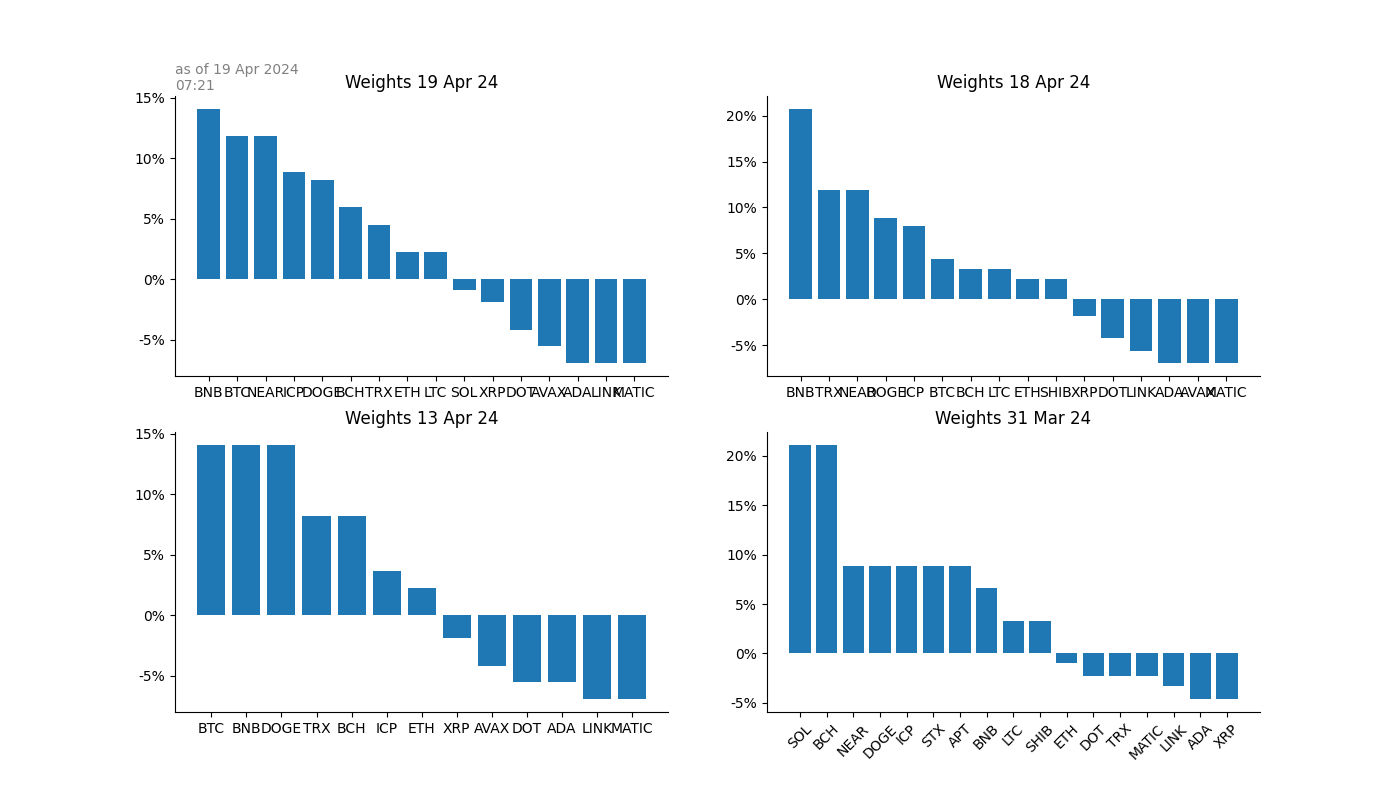 as of 19 Apr 2024
07:21
Weights 19 Apr 24
15%
10%
5%
0%
-5%
BNB BTC NEAR ICP DOGE BCH TRX ETH LTC SOL XRP DOT AVAX ADA LINK MATIC
Weights 18 Apr 24
20%
15%
10%
5%
0%
-5%
BNB TRX NEAR DOGE ICP BTC BCH LTC ETH SHIB XRP DOT LINK ADA AVAX MATIC
Weights 13 Apr 24
15%
10%
5%
0%
-5%
BTC BNB DOGE TRX BCH ICP ETH XRP AVAX DOT ADA LINK MATIC
Weights 31 Mar 24
20%
15%
10%
5%
0%
-5%
SOL BCH NEAR DOGE ICP STX APT BNB LTC SHIB ETH DOT TRX MATIC LINK ADA XRP